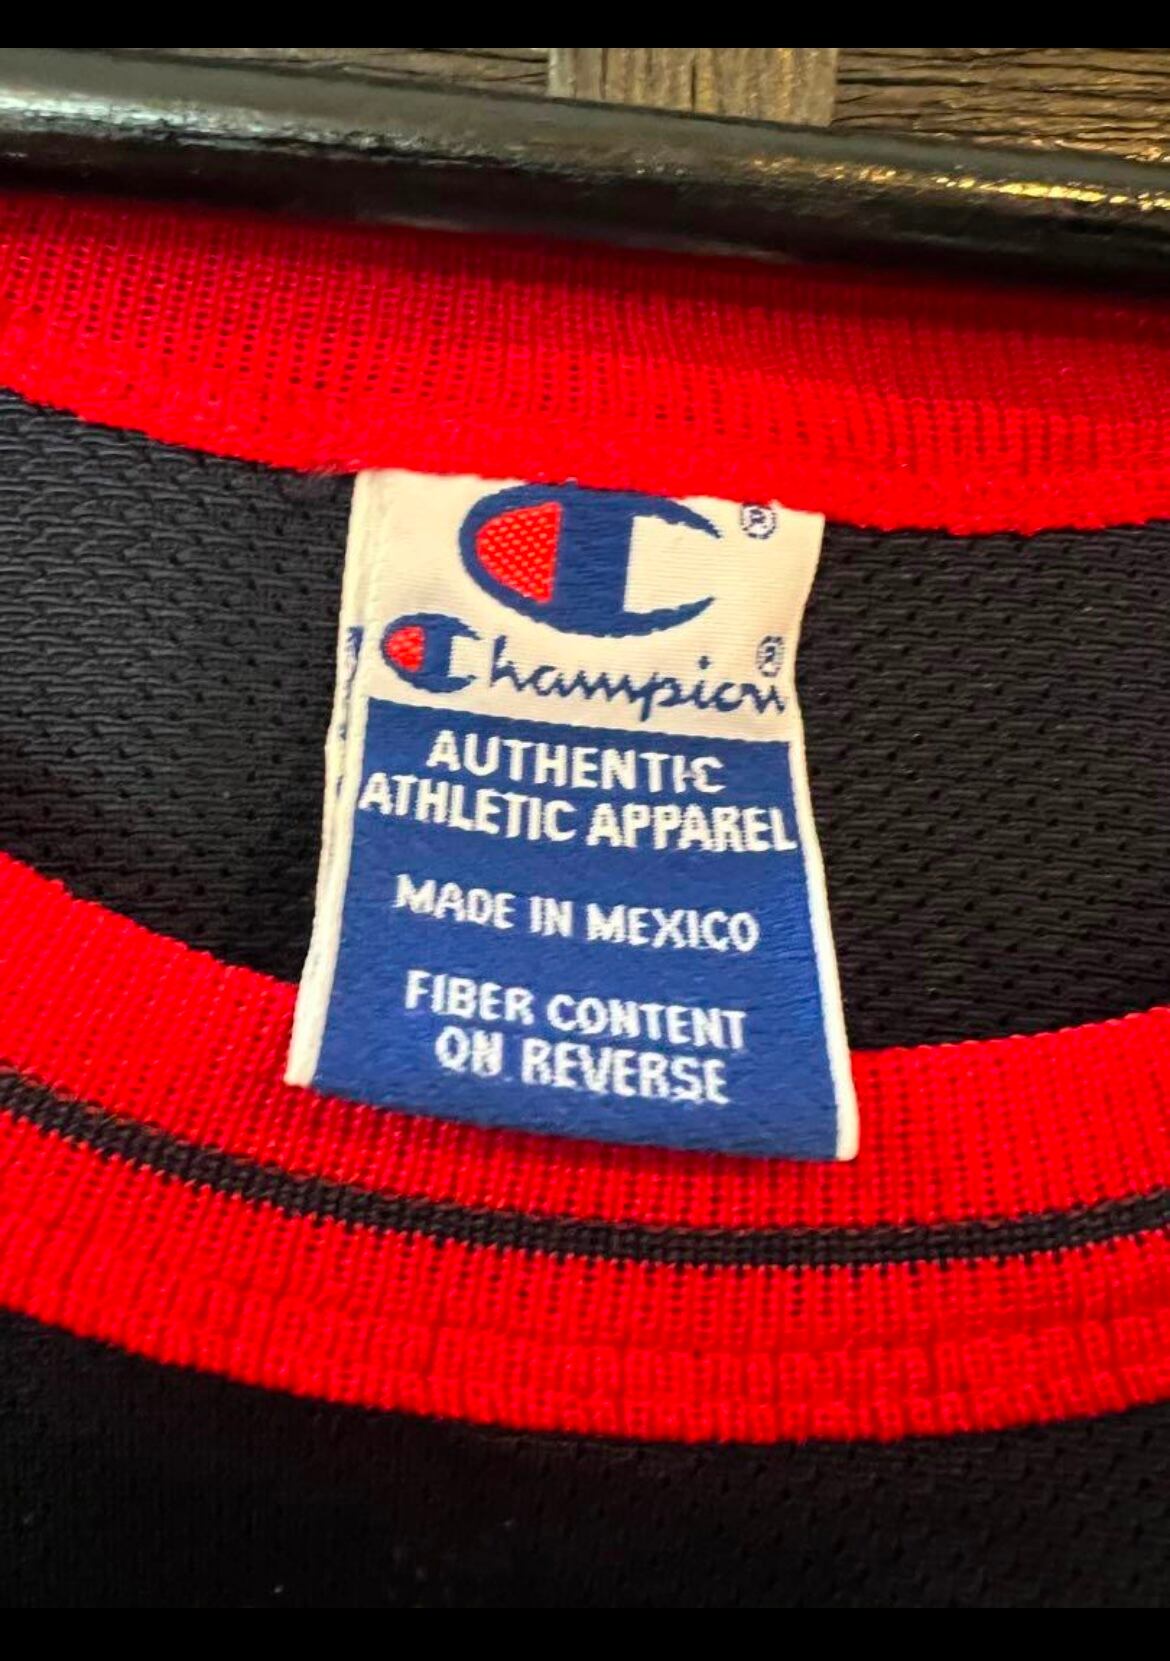 ®
Champion®
AUTHENTIC
ATHLETIC APPAREL
MADE IN MEXICO
FIBER CONTENT
ON REVERSE